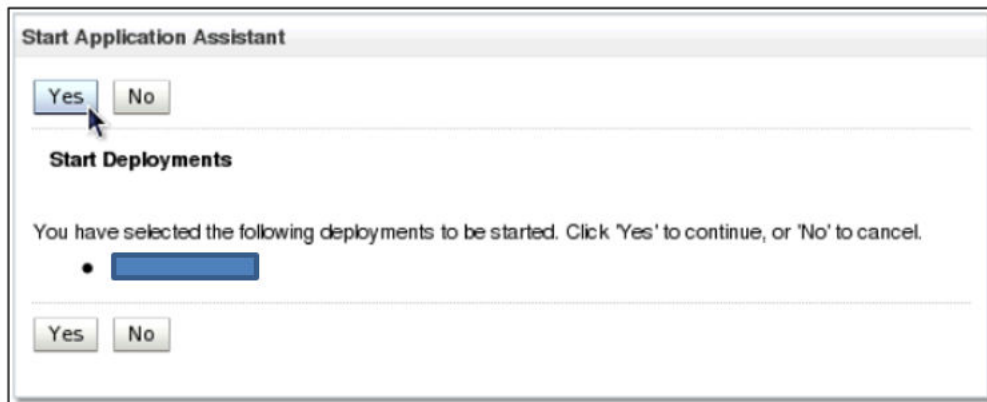 Start Application Assistant
Yes No
Start Deployments
You have selected the following deployments to be started. Click 'Yes' to continue, or 'No' to cancel.
Yes No